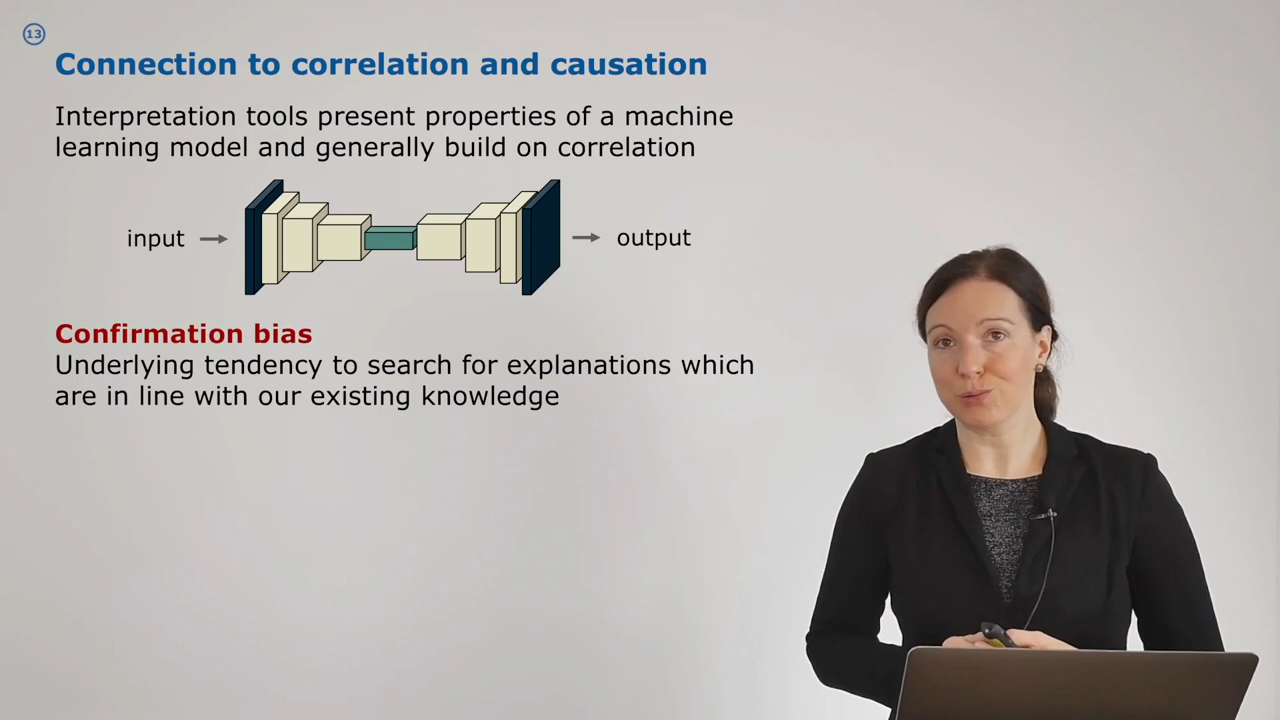 13
Connection to correlation and causation
Interpretation tools present properties of a machine
learning model and generally build on correlation
input
output
Confirmation bias
Underlying tendency to search for explanations which
are in line with our existing knowledge